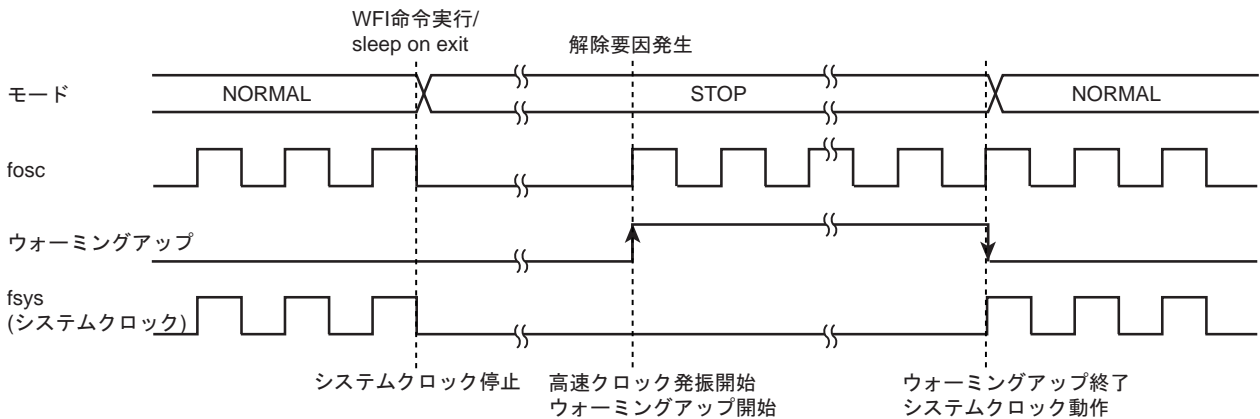 WFI命令実行/
sleep on exit
解除要因発生
モード
NORMAL
STOP
NORMAL
fosc
ウォーミングアップ
fsys
(システムクロック)
システムクロック停止
高速クロック発振開始
ウォーミングアップ開始
ウォーミングアップ終了
システムクロック動作